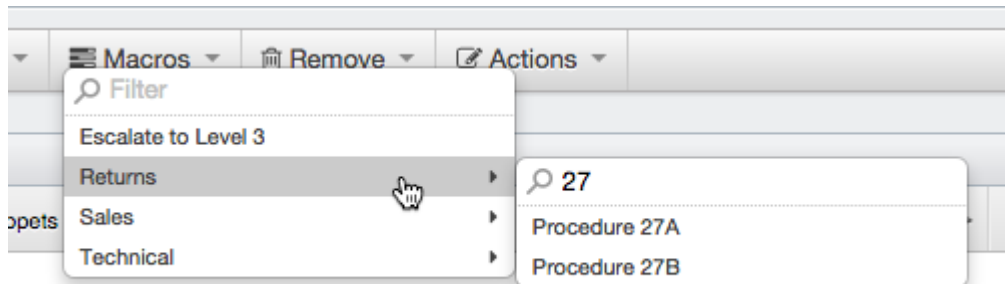 Macros Remove Actions
Filter
Escalate to Level 3
Returns
27
Sales
Procedure 27A
Technical
Procedure 27B